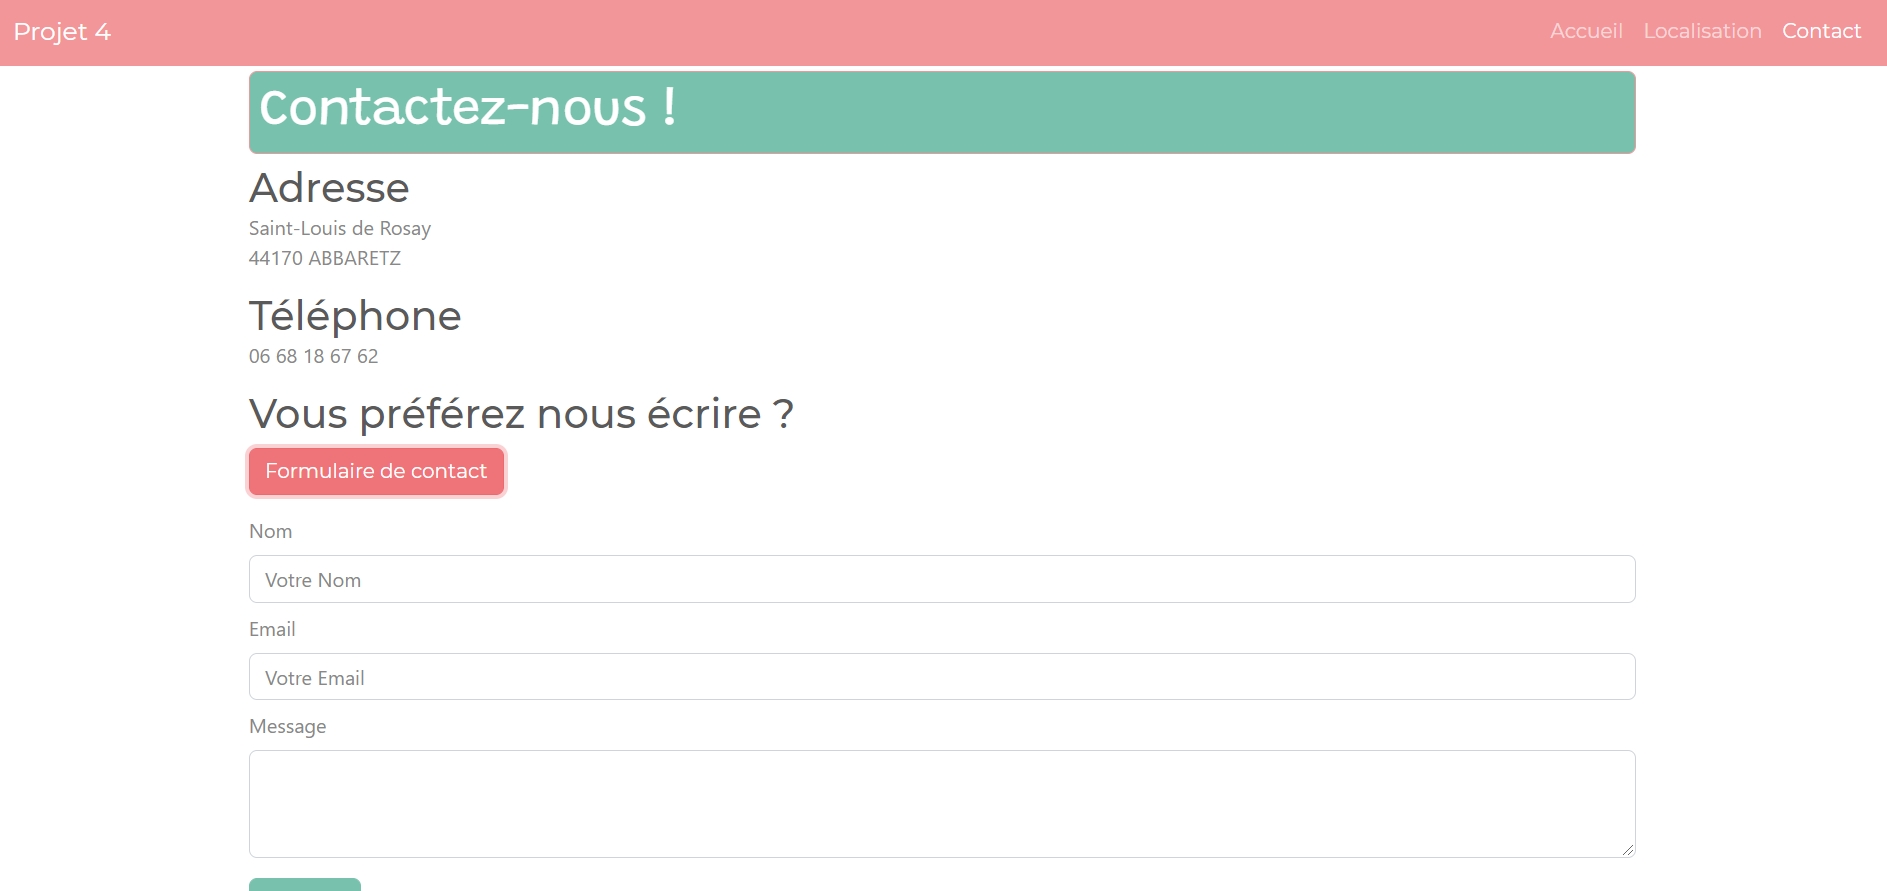 Projet 4
Accueil Localisation Contact
Contactez-nous !
Adresse
Saint-Louis de Rosay
44170 ABBARETZ
Téléphone
06 68 18 67 62
Vous préférez nous écrire ?
Formulaire de contact
Nom
Votre Nom
Email
Votre Email
Message